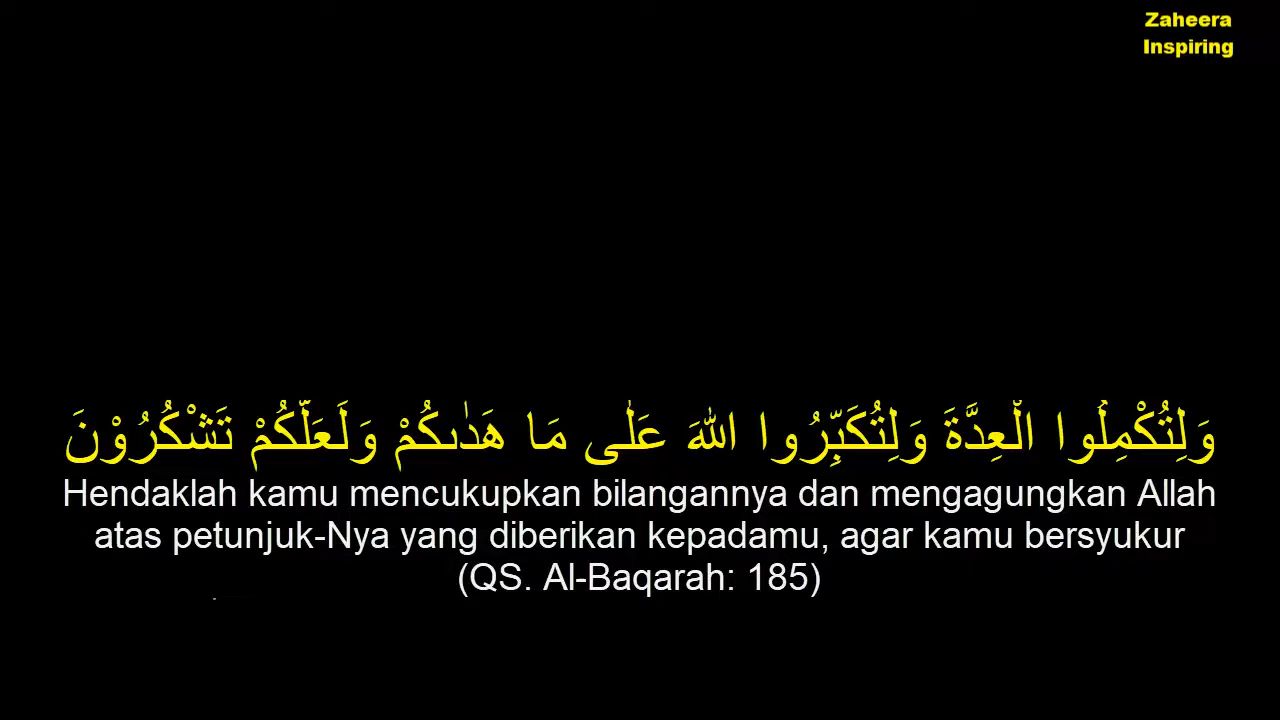 Zaheera
Inspiring
وَلِتُكْمِلُوا الْعِدَّةَ وَلِتُكَبِّرُوا اللّٰهَ عَلٰى مَا هَدٰىكُمْ وَلَعَلَّكُمْ تَشْكُرُوْنَ
Hendaklah kamu mencukupkan bilangannya dan mengagungkan Allah
atas petunjuk-Nya yang diberikan kepadamu, agar kamu bersyukur
(QS. Al-Baqarah: 185)